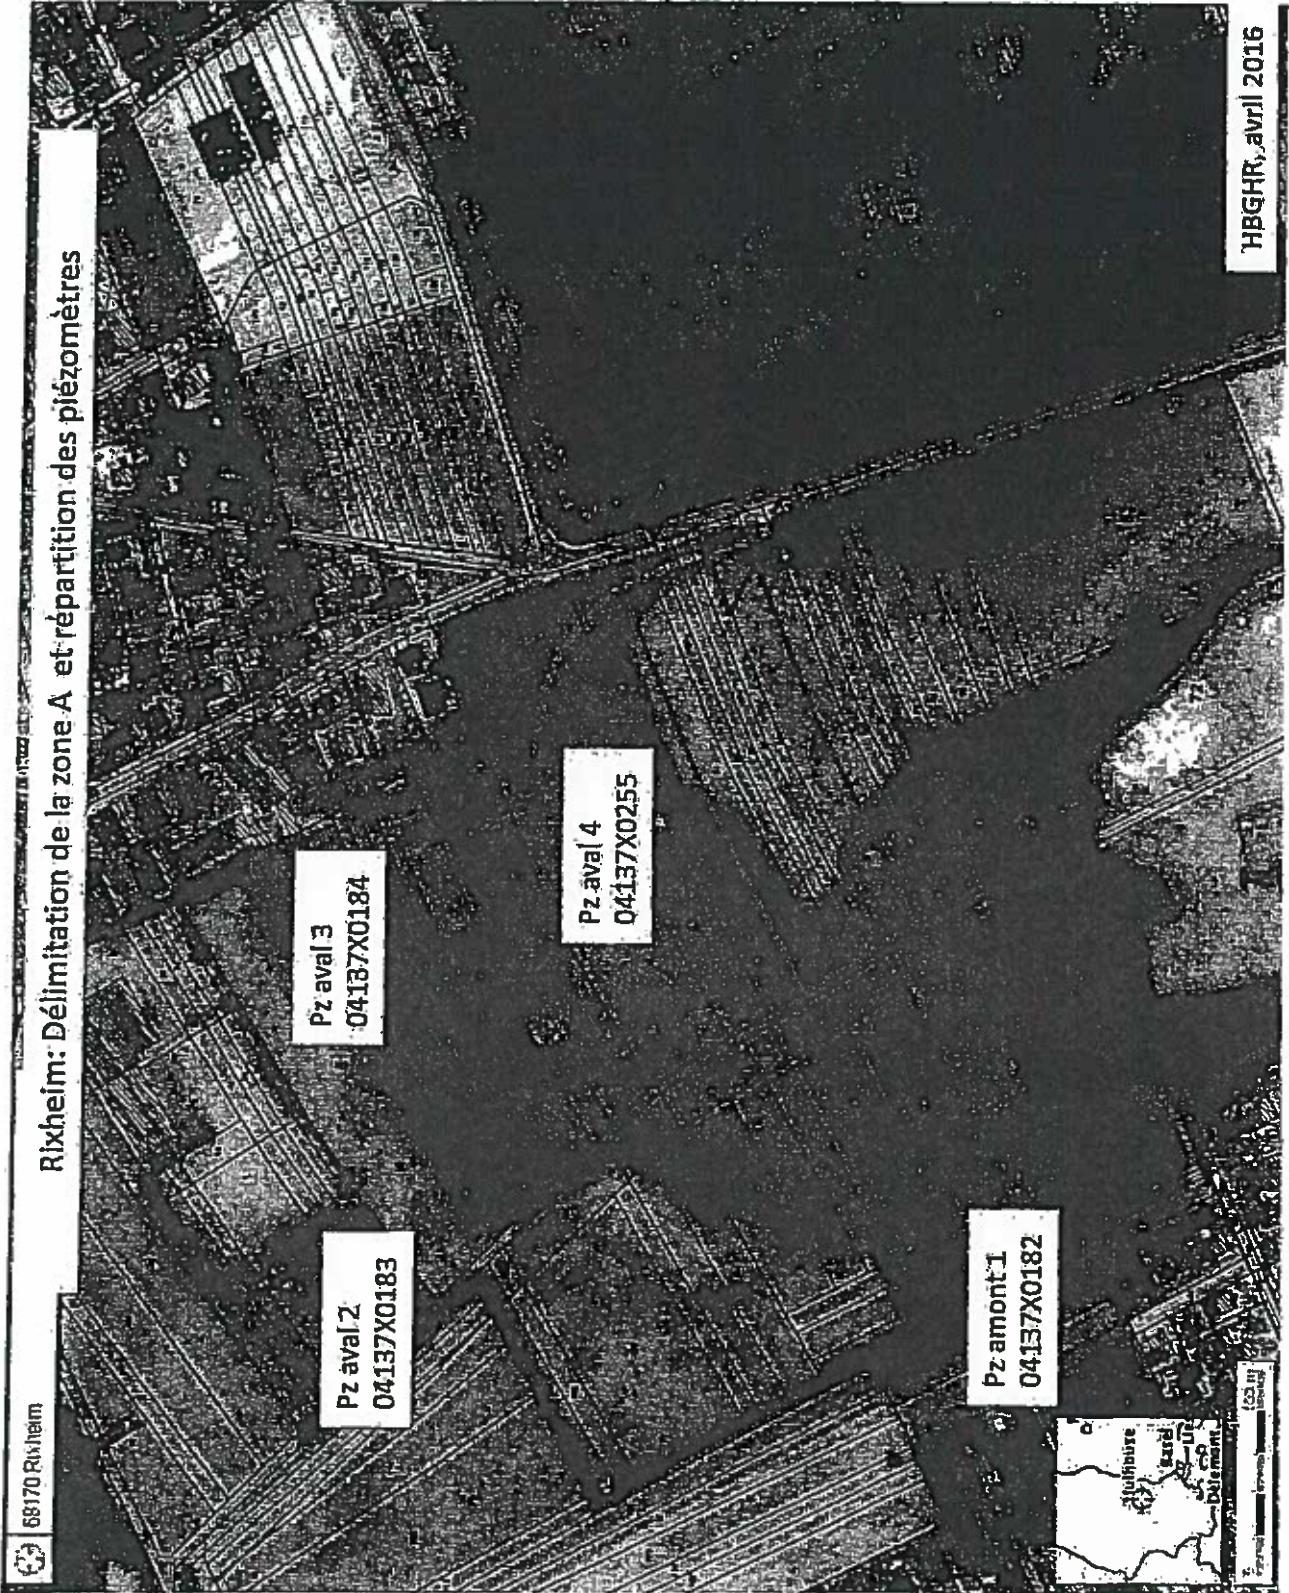 68170 Rixheim
Rixheim: Délimitation de la zone A et répartition des piézomètres
Pz aval 2
04137X0183
Pz aval 3
04137X0184
Pz aval 4
04137X0255
Pz amont 1
04137X0182
Mulhouse
Basel
Delémont
HBGHR, avril 2016